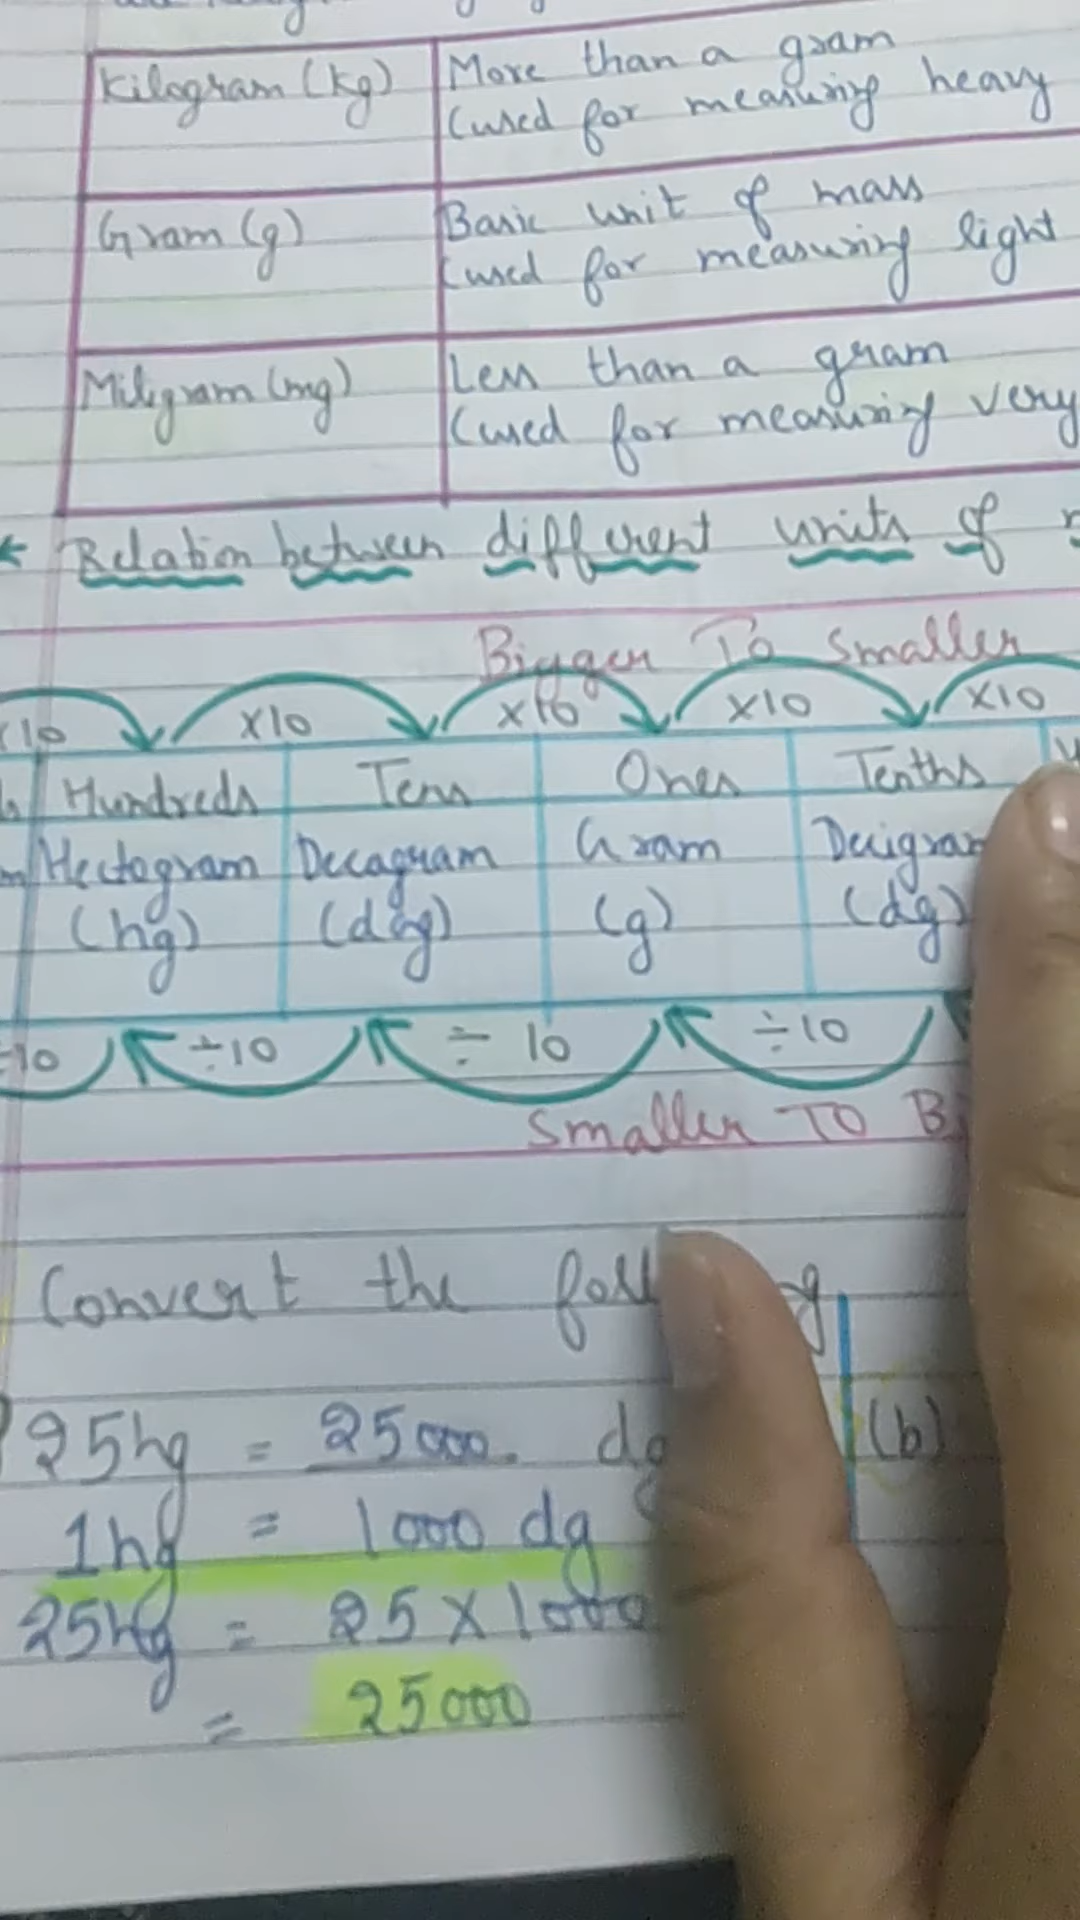 Kilogram (kg) More than a gram
(used for measuring heavy
Gram (g) Basic unit of mass
(used for measuring light
Miligram (mg) Less than a gram
(used for measuring very
Relation between different units of
Bigger To Smaller
×10 ×10 ×10 ×10
Hundreds Tens Ones Tenths
Hectogram Decagram Gram Decigram
(hg) (dag) (g) (dg)
÷10 ÷10 ÷10
Smaller TO
Convert the
25hg = 25000. dg (b)
1hg = 1000 dg
25hg = 25 × 1000
= 25000